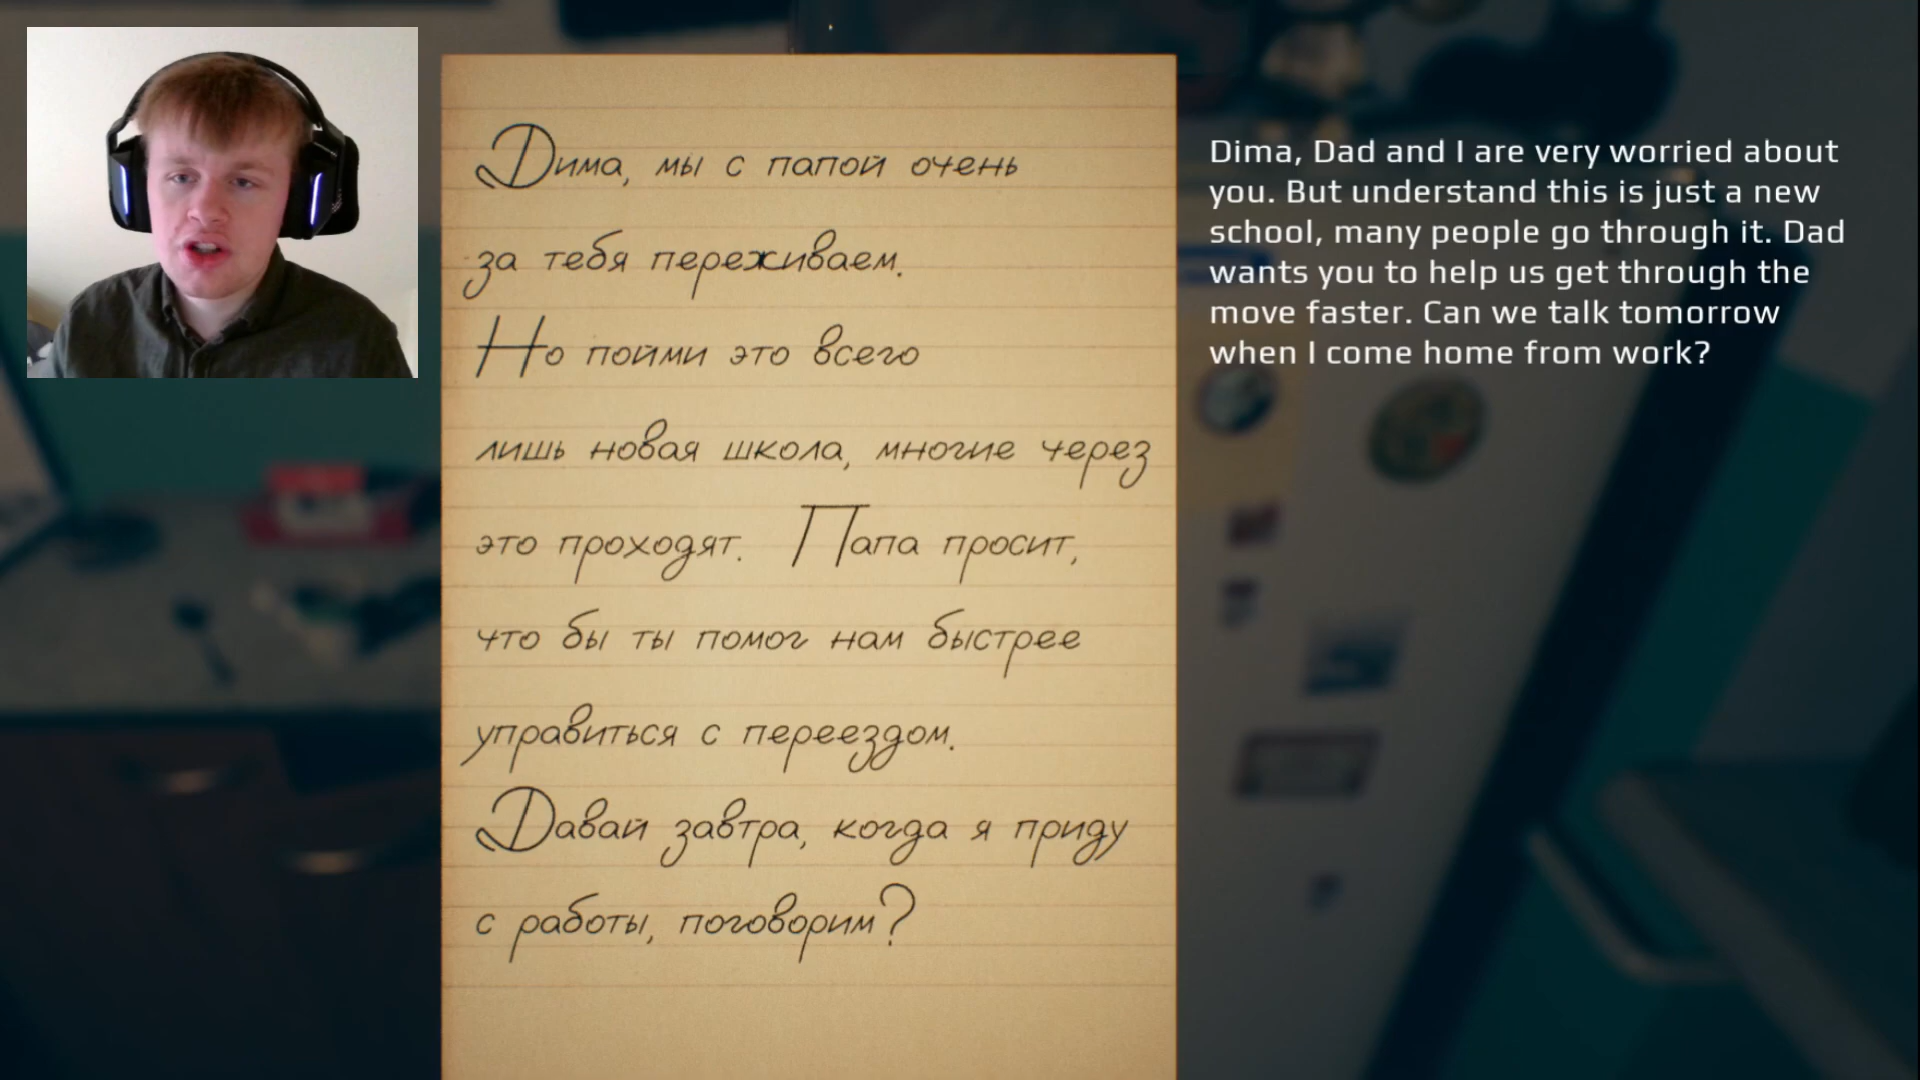 Дима, мы с папой очень
за тебя переживаем.
Но пойми это всего
лишь новая школа, многие через
это проходят. Папа просит,
что бы ты помог нам быстрее
управиться с переездом.
Давай завтра, когда я приду
с работы, поговорим?
Dima, Dad and I are very worried about
you. But understand this is just a new
school, many people go through it. Dad
wants you to help us get through the
move faster. Can we talk tomorrow
when I come home from work?